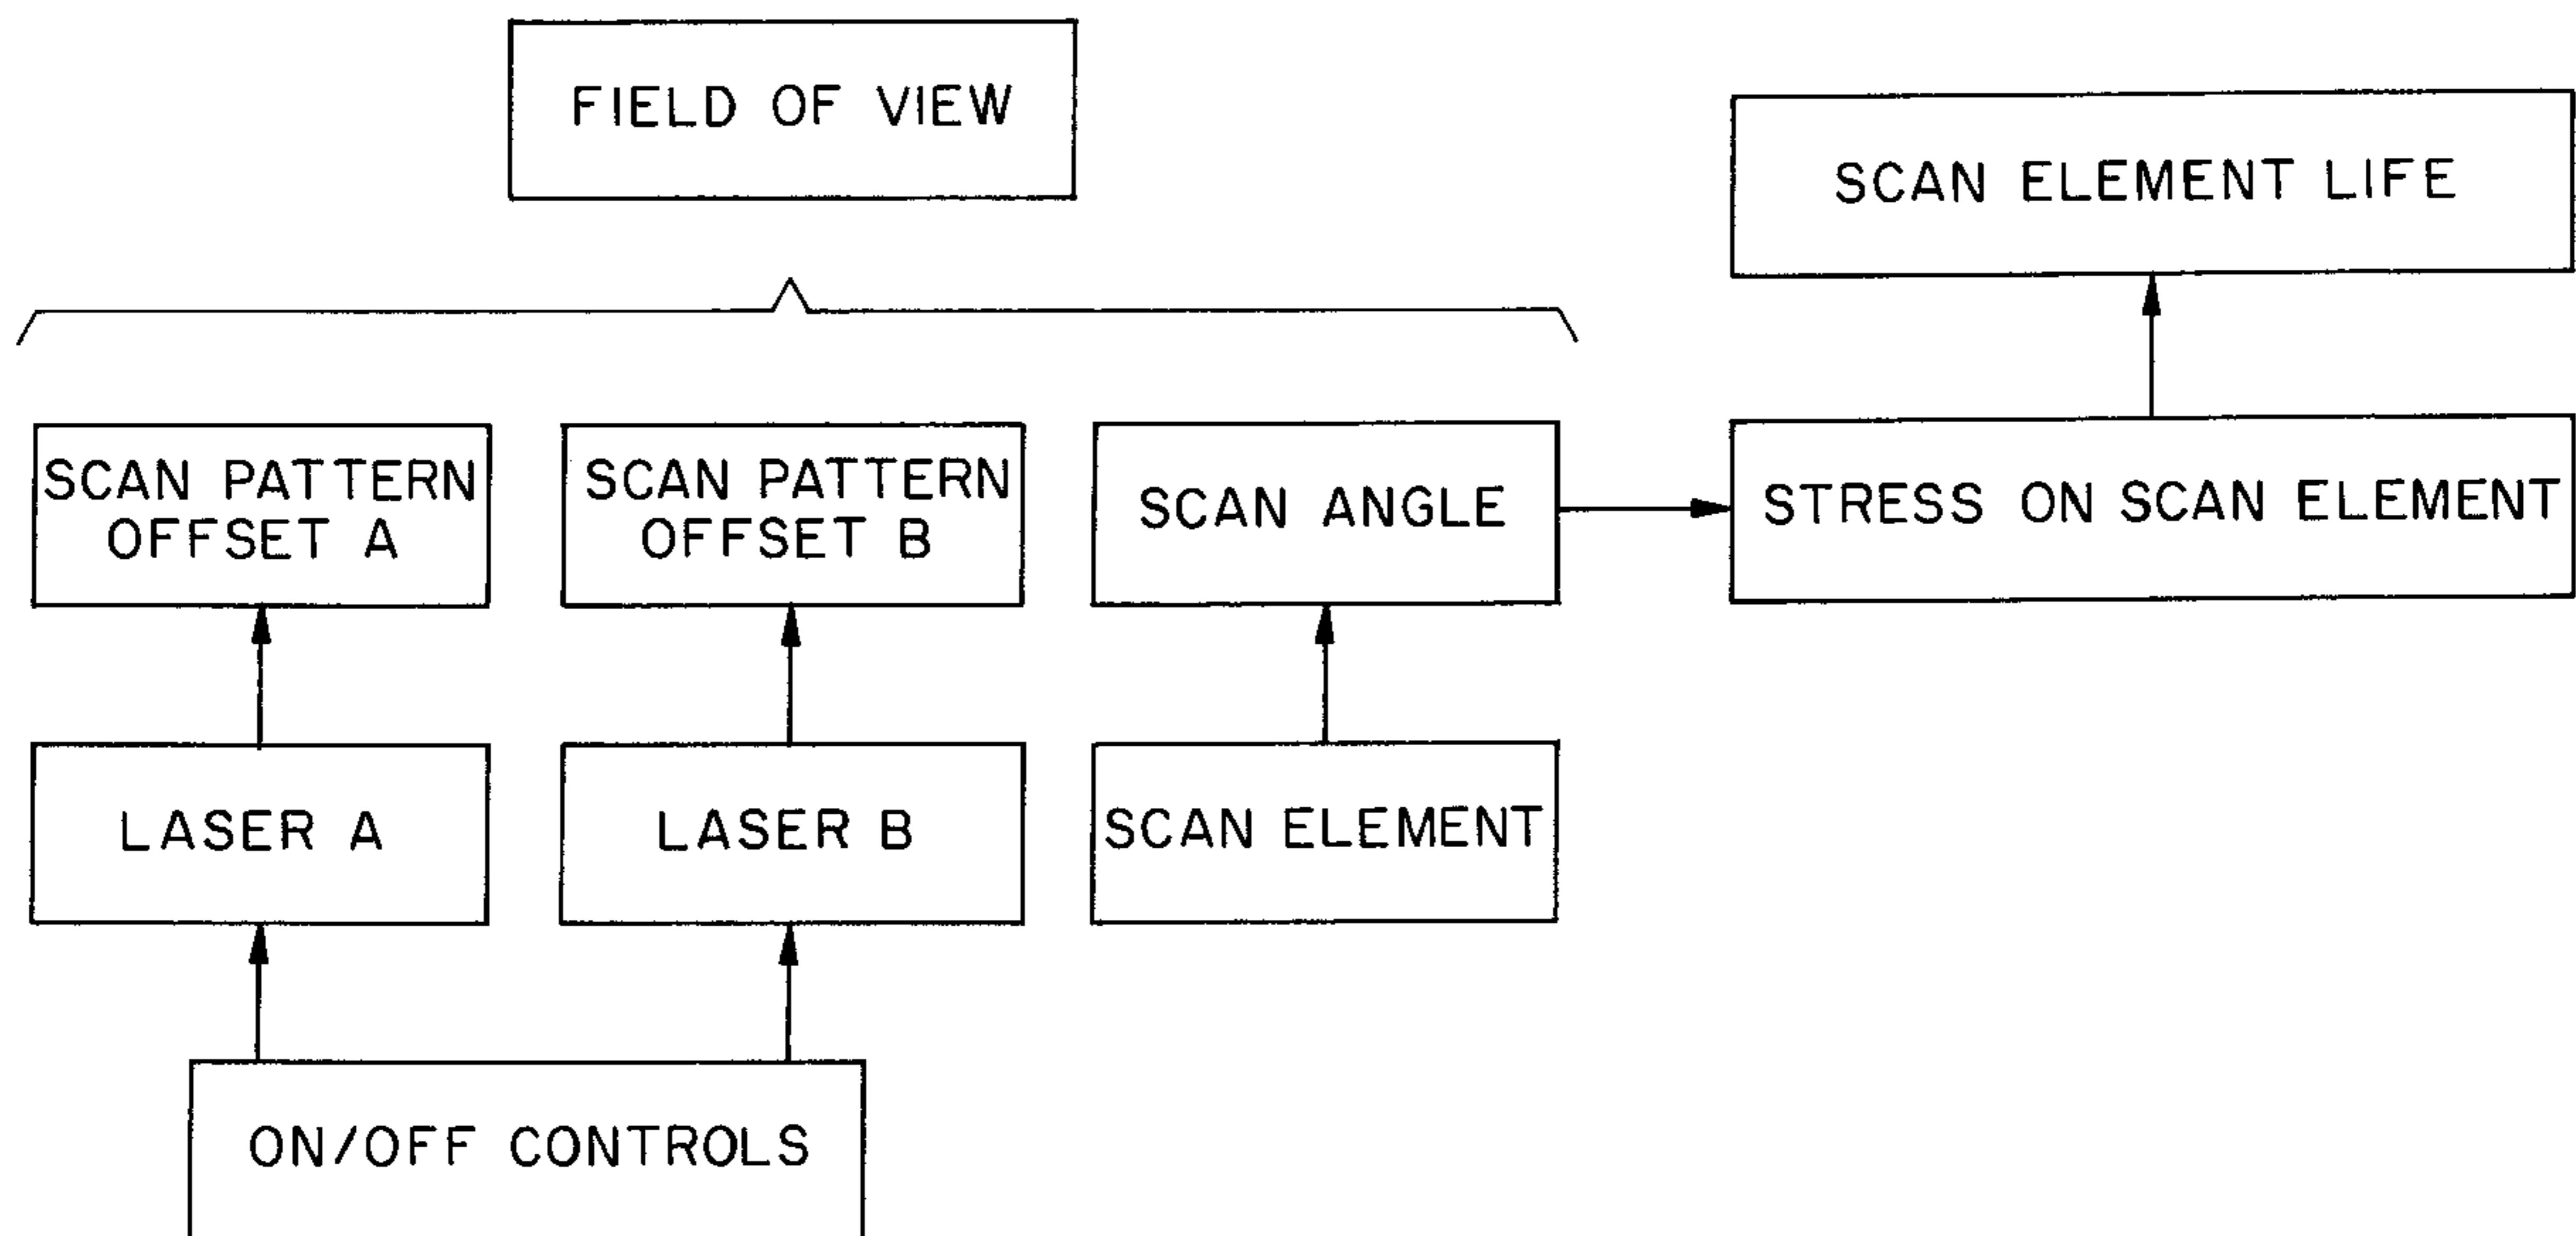 FIELD OF VIEW
SCAN ELEMENT LIFE
SCAN PATTERN
OFFSET A
SCAN PATTERN
OFFSET B
SCAN ANGLE
STRESS ON SCAN ELEMENT
LASER A
LASER B
SCAN ELEMENT
ON/OFF CONTROLS